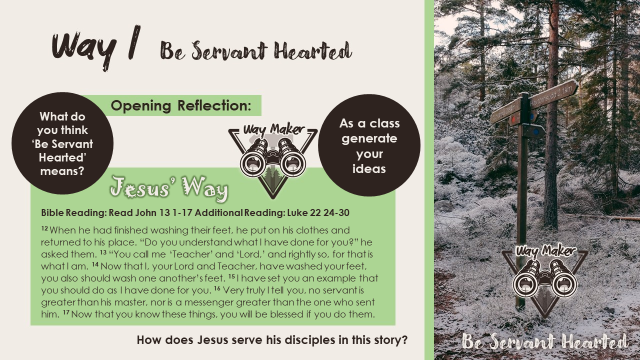 Way 1 Be Servant Hearted
Opening Reflection:
What do
you think
'Be Servant
Hearted'
means?
As a class
generate
your
ideas
Way Maker
Jesus' Way
Bible Reading: Read John 13 1-17 Additional Reading: Luke 22 24-30
12 When he had finished washing their feet, he put on his clothes and
returned to his place. "Do you understand what I have done for you?" he
asked them. 13 "You call me 'Teacher' and 'Lord,' and rightly so, for that is
what I am. 14 Now that I, your Lord and Teacher, have washed your feet,
you also should wash one another's feet. 15 I have set you an example that
you should do as I have done for you. 16 Very truly I tell you, no servant is
greater than his master, nor is a messenger greater than the one who sent
him. 17 Now that you know these things, you will be blessed if you do them.
How does Jesus serve his disciples in this story?
Way Maker
Be Servant Hearted